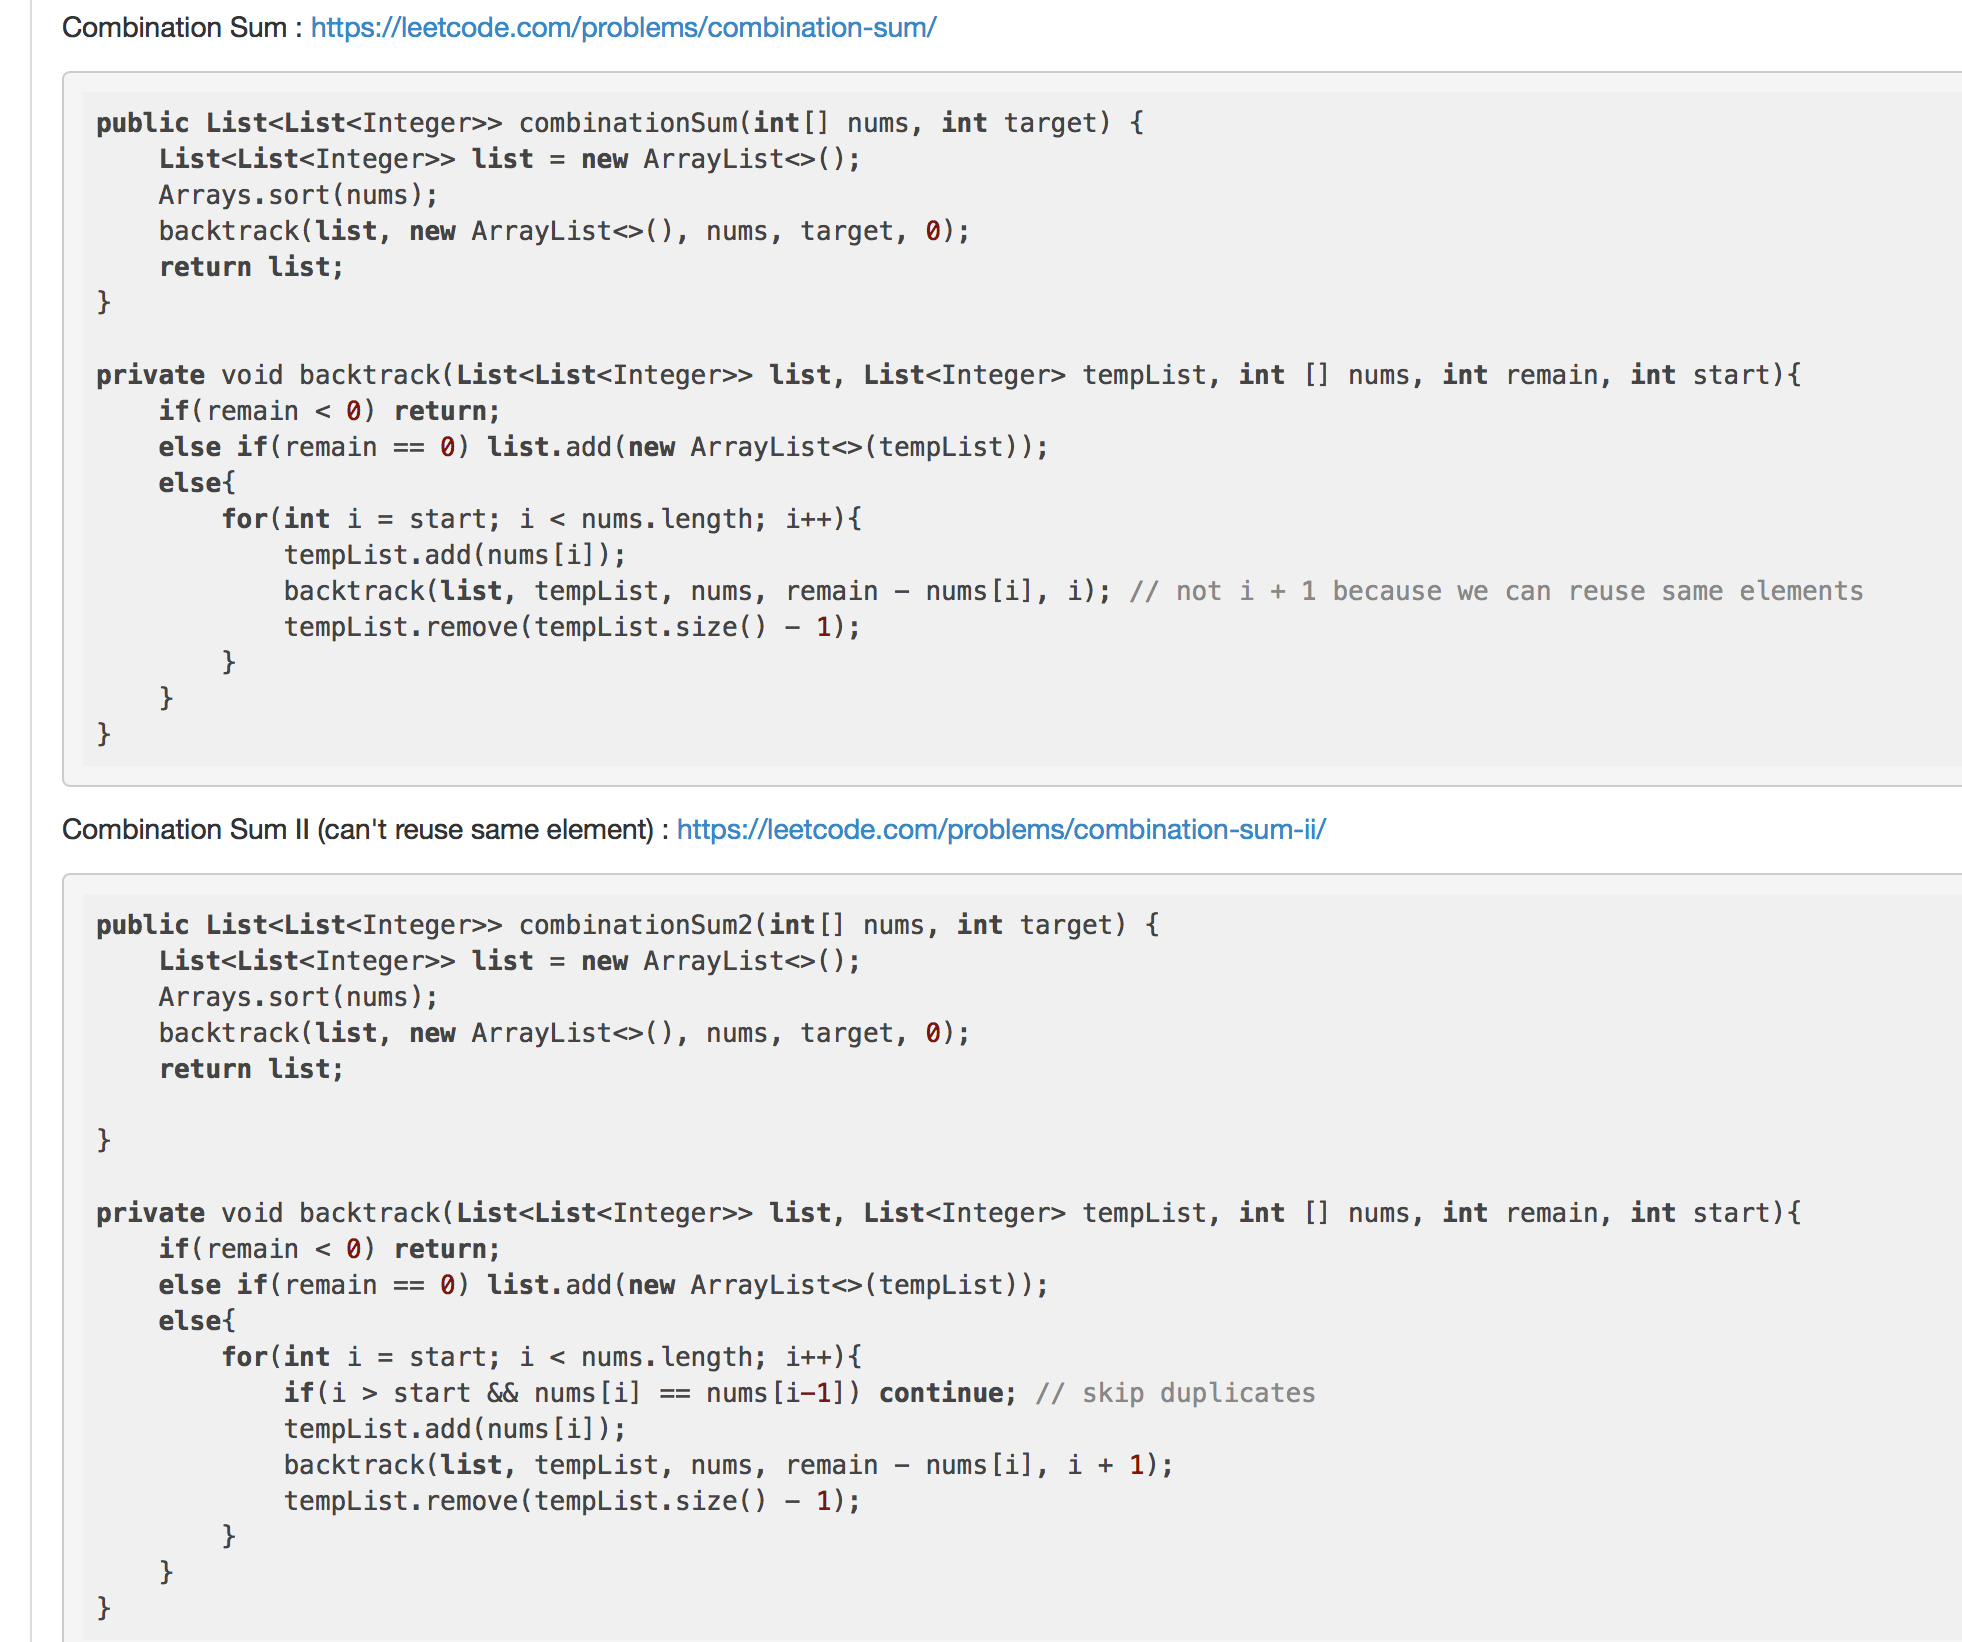 Combination Sum : https://leetcode.com/problems/combination-sum/
public List<List<Integer>> combinationSum(int[] nums, int target) {
    List<List<Integer>> list = new ArrayList<>();
    Arrays.sort(nums);
    backtrack(list, new ArrayList<>(), nums, target, 0);
    return list;
}
private void backtrack(List<List<Integer>> list, List<Integer> tempList, int [] nums, int remain, int start){
    if(remain < 0) return;
    else if(remain == 0) list.add(new ArrayList<>(tempList));
    else{
        for(int i = start; i < nums.length; i++){
            tempList.add(nums[i]);
            backtrack(list, tempList, nums, remain - nums[i], i); // not i + 1 because we can reuse same elements
            tempList.remove(tempList.size() - 1);
        }
    }
}
Combination Sum II (can't reuse same element) : https://leetcode.com/problems/combination-sum-ii/
public List<List<Integer>> combinationSum2(int[] nums, int target) {
    List<List<Integer>> list = new ArrayList<>();
    Arrays.sort(nums);
    backtrack(list, new ArrayList<>(), nums, target, 0);
    return list;
}
private void backtrack(List<List<Integer>> list, List<Integer> tempList, int [] nums, int remain, int start){
    if(remain < 0) return;
    else if(remain == 0) list.add(new ArrayList<>(tempList));
    else{
        for(int i = start; i < nums.length; i++){
            if(i > start && nums[i] == nums[i-1]) continue; // skip duplicates
            tempList.add(nums[i]);
            backtrack(list, tempList, nums, remain - nums[i], i + 1);
            tempList.remove(tempList.size() - 1);
        }
    }
}